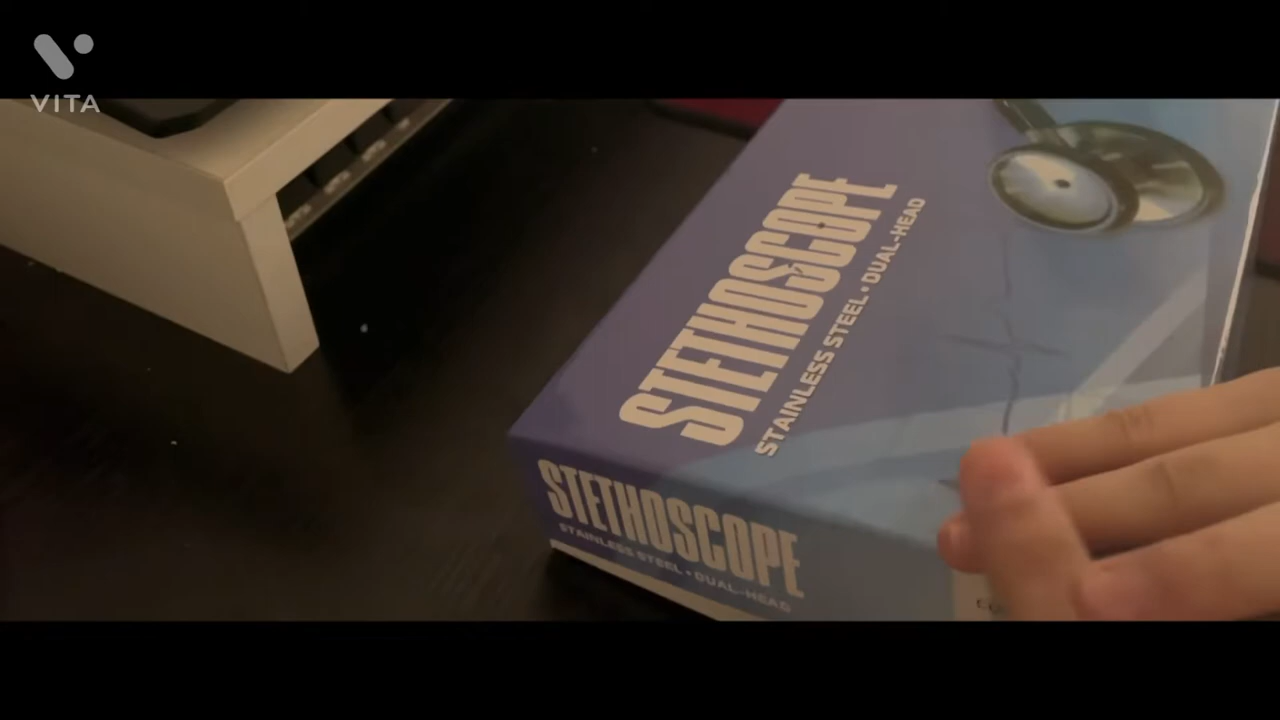 VITA
STETHOSCOPE
STAINLESS STEEL • DUAL-HEAD
STETHOSCOPE
STAINLESS STEEL • DUAL-HEAD